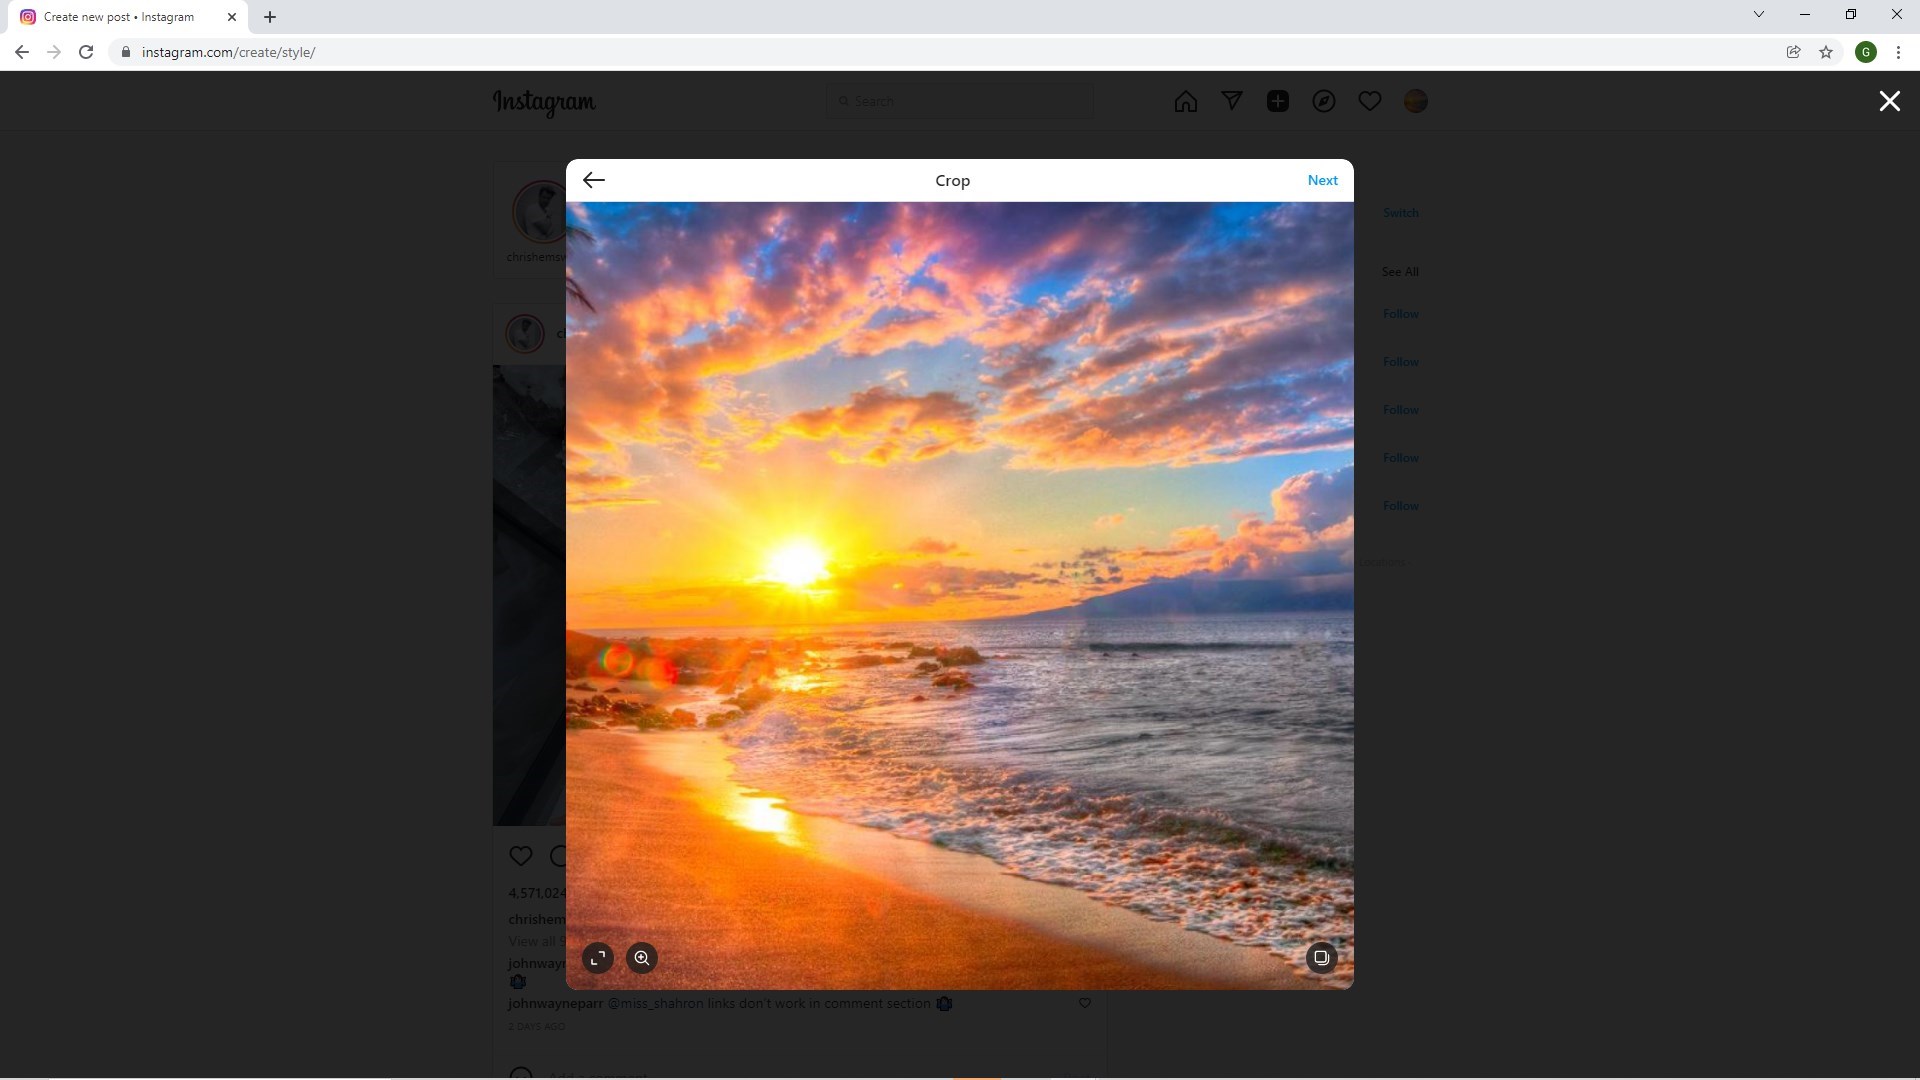 Create new post • Instagram
instagram.com/create/style/
G
Instagram
Search
Crop
Next
Switch
chrishemsw
See All
Follow
Follow
Follow
Follow
Follow
4,571,024
chrishem
View all 9
johnwayn
johnwayneparr @miss_shahron links don't work in comment section
2 DAYS AGO
Add a comment